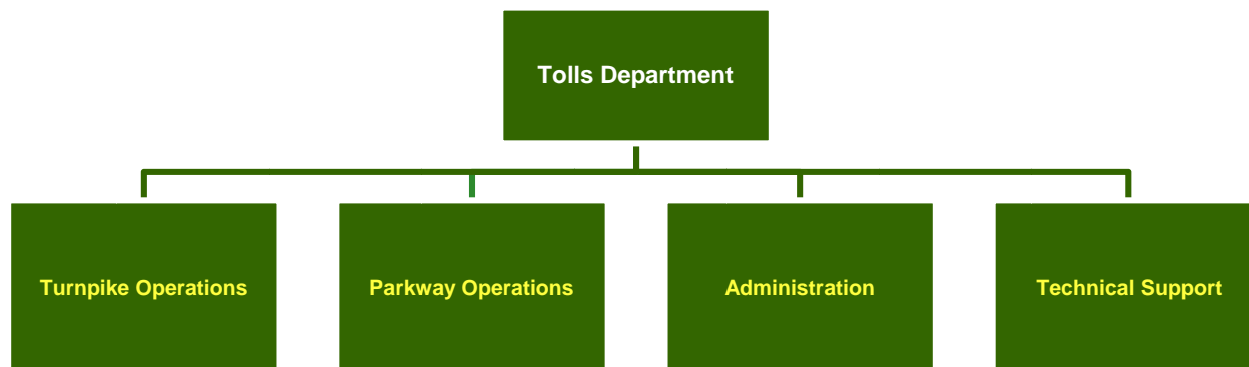 Tolls Department
Turnpike Operations
Parkway Operations
Administration
Technical Support